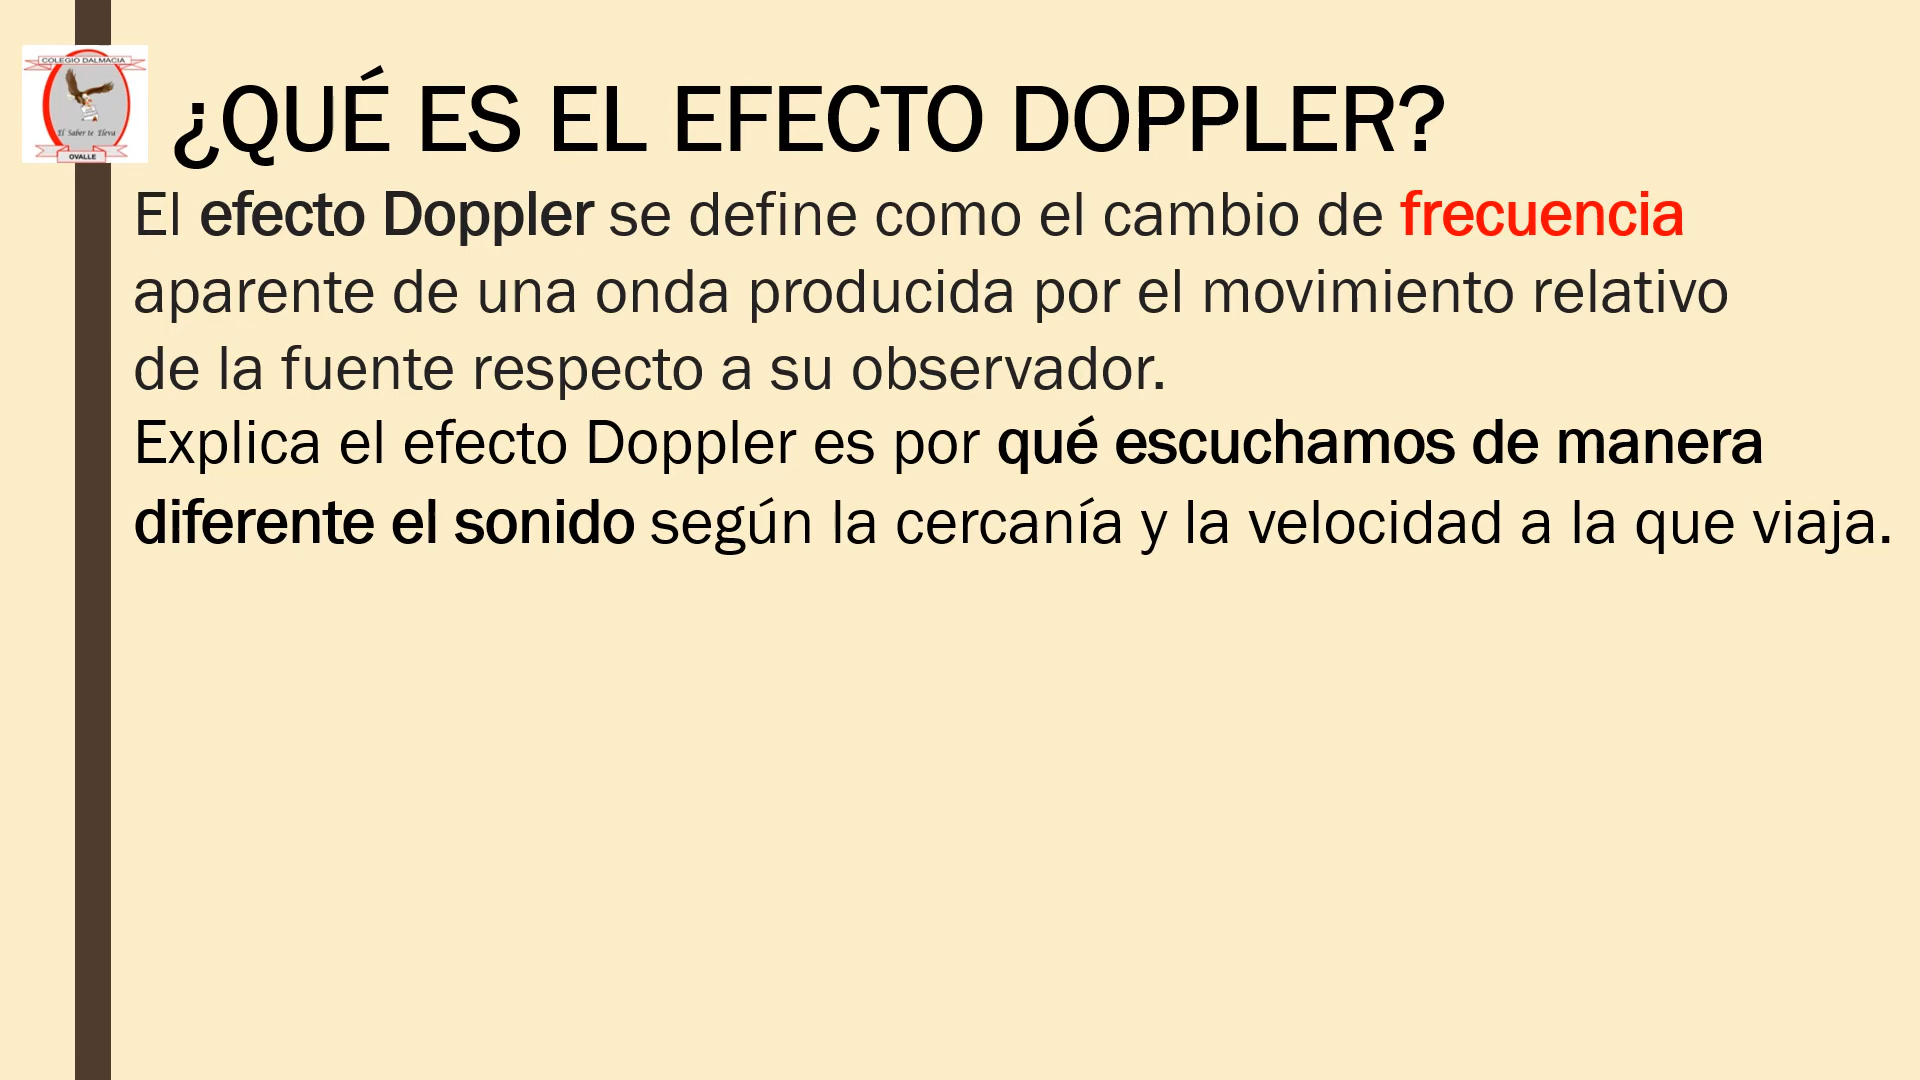 COLEGIO DALMACIA
El Saber te Eleva
OVALLE
¿QUÉ ES EL EFECTO DOPPLER?
El efecto Doppler se define como el cambio de frecuencia
aparente de una onda producida por el movimiento relativo
de la fuente respecto a su observador.
Explica el efecto Doppler es por qué escuchamos de manera
diferente el sonido según la cercanía y la velocidad a la que viaja.